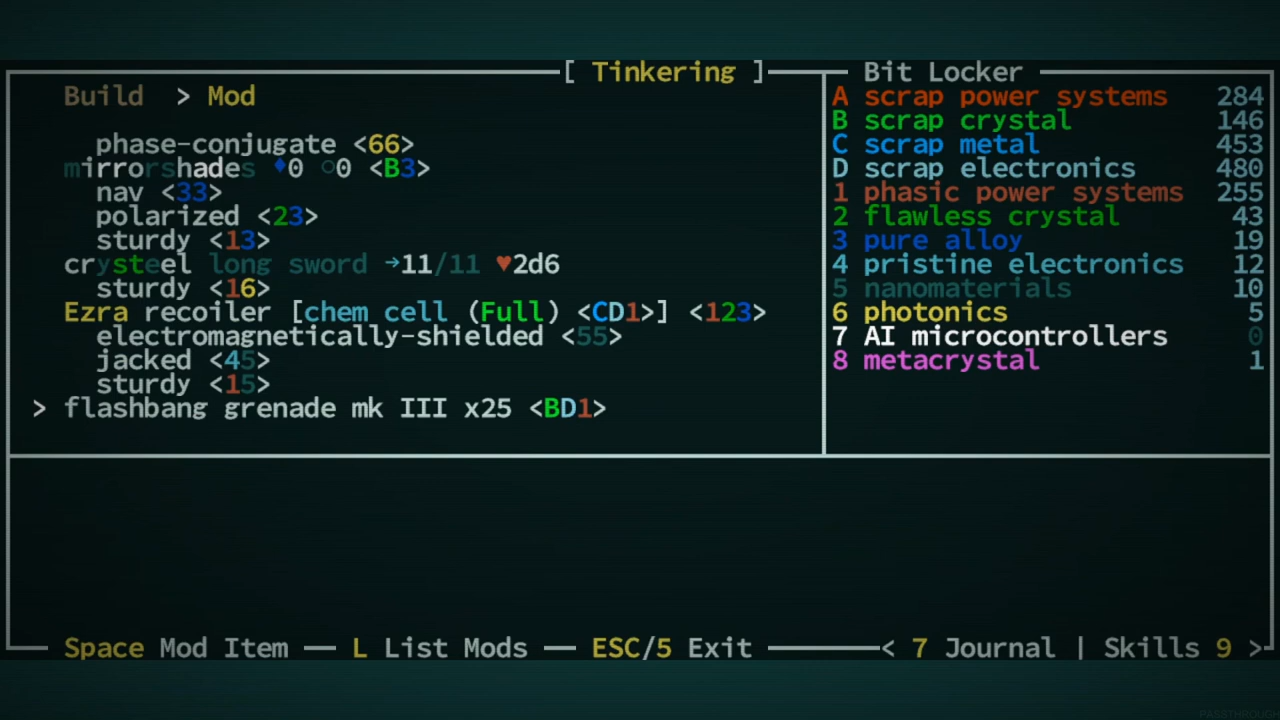 [ Tinkering ]
Build > Mod
phase-conjugate <66>
mirrorshades ♦0 ○0 <B3>
nav <33>
polarized <23>
sturdy <13>
crysteel long sword →11/11 ♥2d6
sturdy <16>
Ezra recoiler [chem cell (Full) <CD1>] <123>
electromagnetically-shielded <55>
jacked <45>
sturdy <15>
> flashbang grenade mk III x25 <BD1>
Bit Locker
A scrap power systems 284
B scrap crystal 146
C scrap metal 453
D scrap electronics 480
1 phasic power systems 255
2 flawless crystal 43
3 pure alloy 19
4 pristine electronics 12
5 nanomaterials 10
6 photonics 5
7 AI microcontrollers 0
8 metacrystal 1
Space Mod Item — L List Mods — ESC/5 Exit
< 7 Journal | Skills 9 >